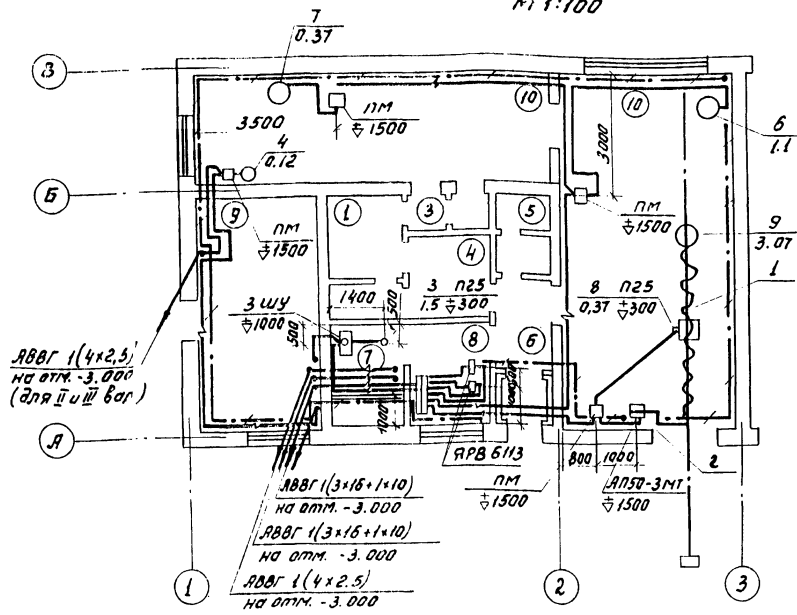 М 1:100
7
0.37
В
10
10
ПМ
±1500
3500
6
1.1
4
0.12
3000
Б
9
1
3
5
ПМ
±1500
ПМ
±1500
9
3.07
4
1400
3 П25
1.5 ±300
8 П25
0,37 ±300
1
3 ШУ
±1000
500
500
8
6
7
АВВГ 1(4×2,5)
на отм. -3.000
(для II и III вар.)
1000
А
ЯРВ 6113
800
1000
2
АВВГ 1(3×16+1×10)
на отм. -3.000
ПМ
±1500
АП50-3МТ
±1500
АВВГ 1(3×16+1×10)
на отм. -3.000
АВВГ 1(4×2.5)
на отм. -3.000
1
2
3